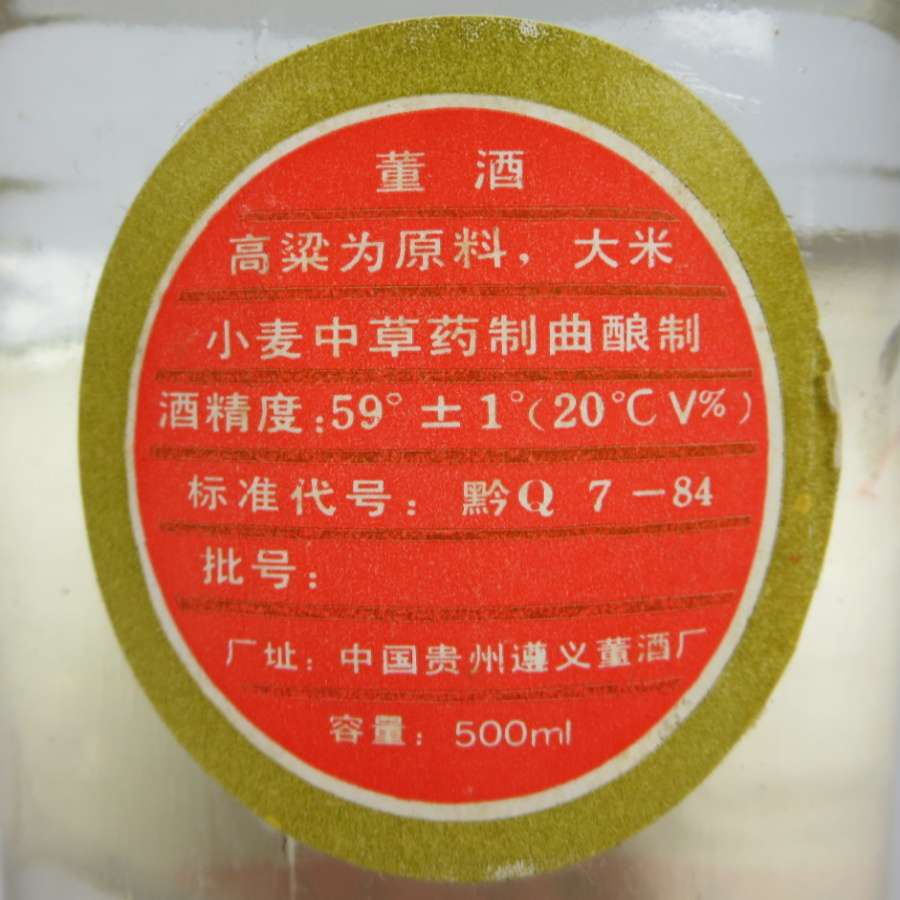 董 酒
高粱为原料，大米
小麦中草药制曲酿制
酒精度:59°±1°(20℃ V%)
标准代号：黔Q 7－84
批号：
厂址：中国贵州遵义董酒厂
容量：500ml